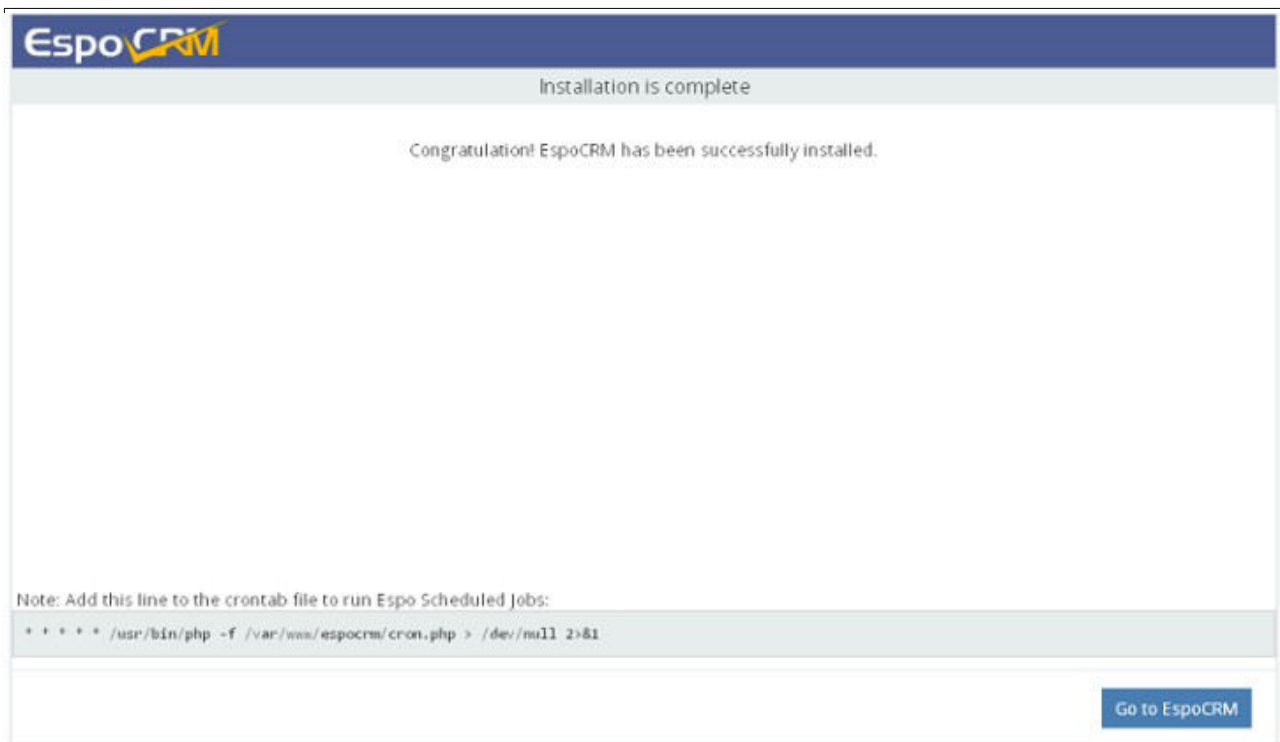 EspoCRM
Installation is complete
Congratulation! EspoCRM has been successfully installed.
Note: Add this line to the crontab file to run Espo Scheduled Jobs:
* * * * * /usr/bin/php -f /var/www/espocrm/cron.php > /dev/null 2>&1
Go to EspoCRM